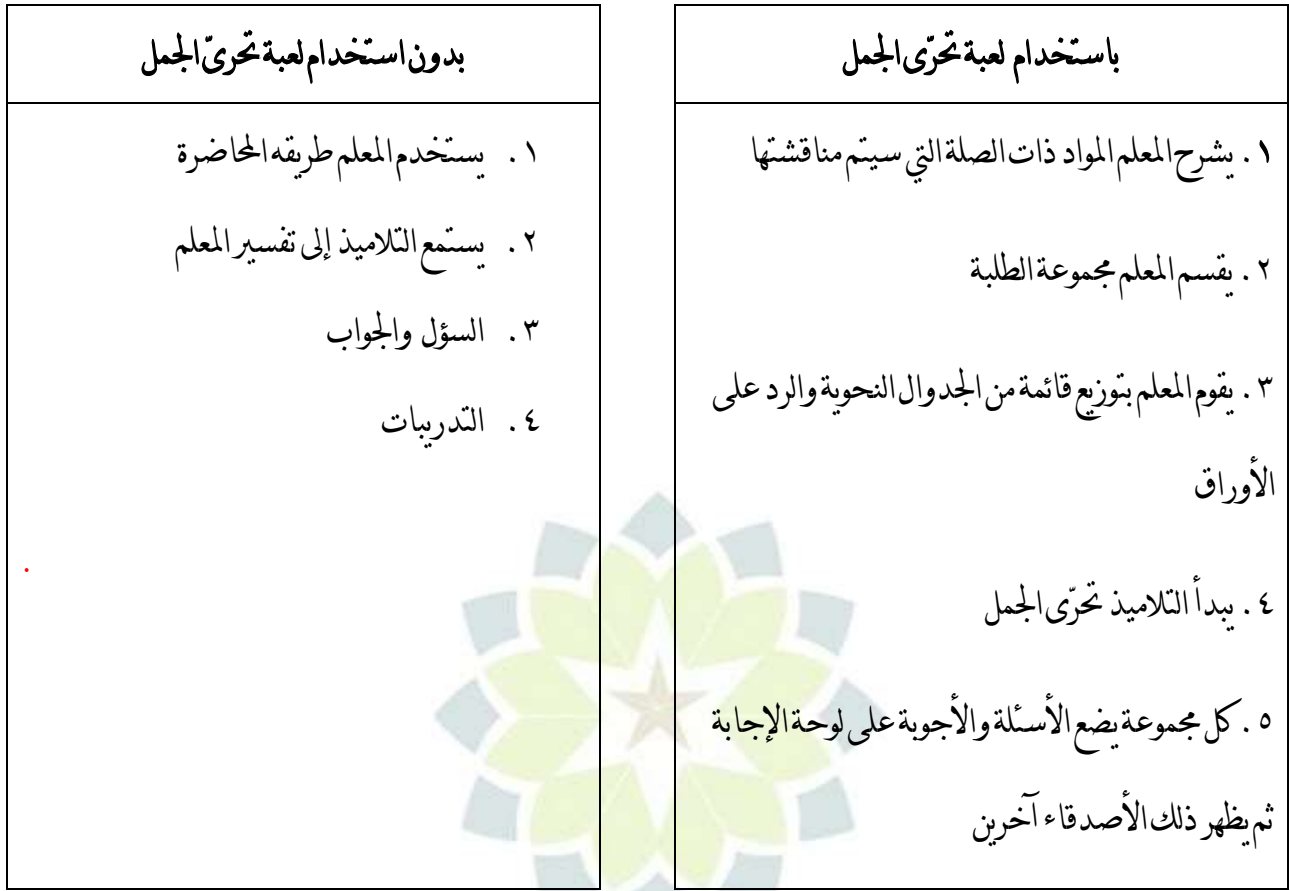 باستخدام لعبة تحرّى الجمل
١. يشرح المعلم المواد ذات الصلة التي سيتم مناقشتها
٢. يقسم المعلم مجموعة الطلبة
٣. يقوم المعلم بتوزيع قائمة من الجدوال النحوية والرد على
الأوراق
٤. يبدأ التلاميذ تحرّى الجمل
٥. كل مجموعة يضع الأسئلة والأجوبة على لوحة الإجابة
ثم يظهر ذلك الأصدقاء آخرين
بدون استخدام لعبة تحرىّ الجمل
١. يستخدم المعلم طريقه المحاضرة
٢. يستمع التلاميذ إلى تفسير المعلم
٣. السؤل والجواب
٤. التدريبات